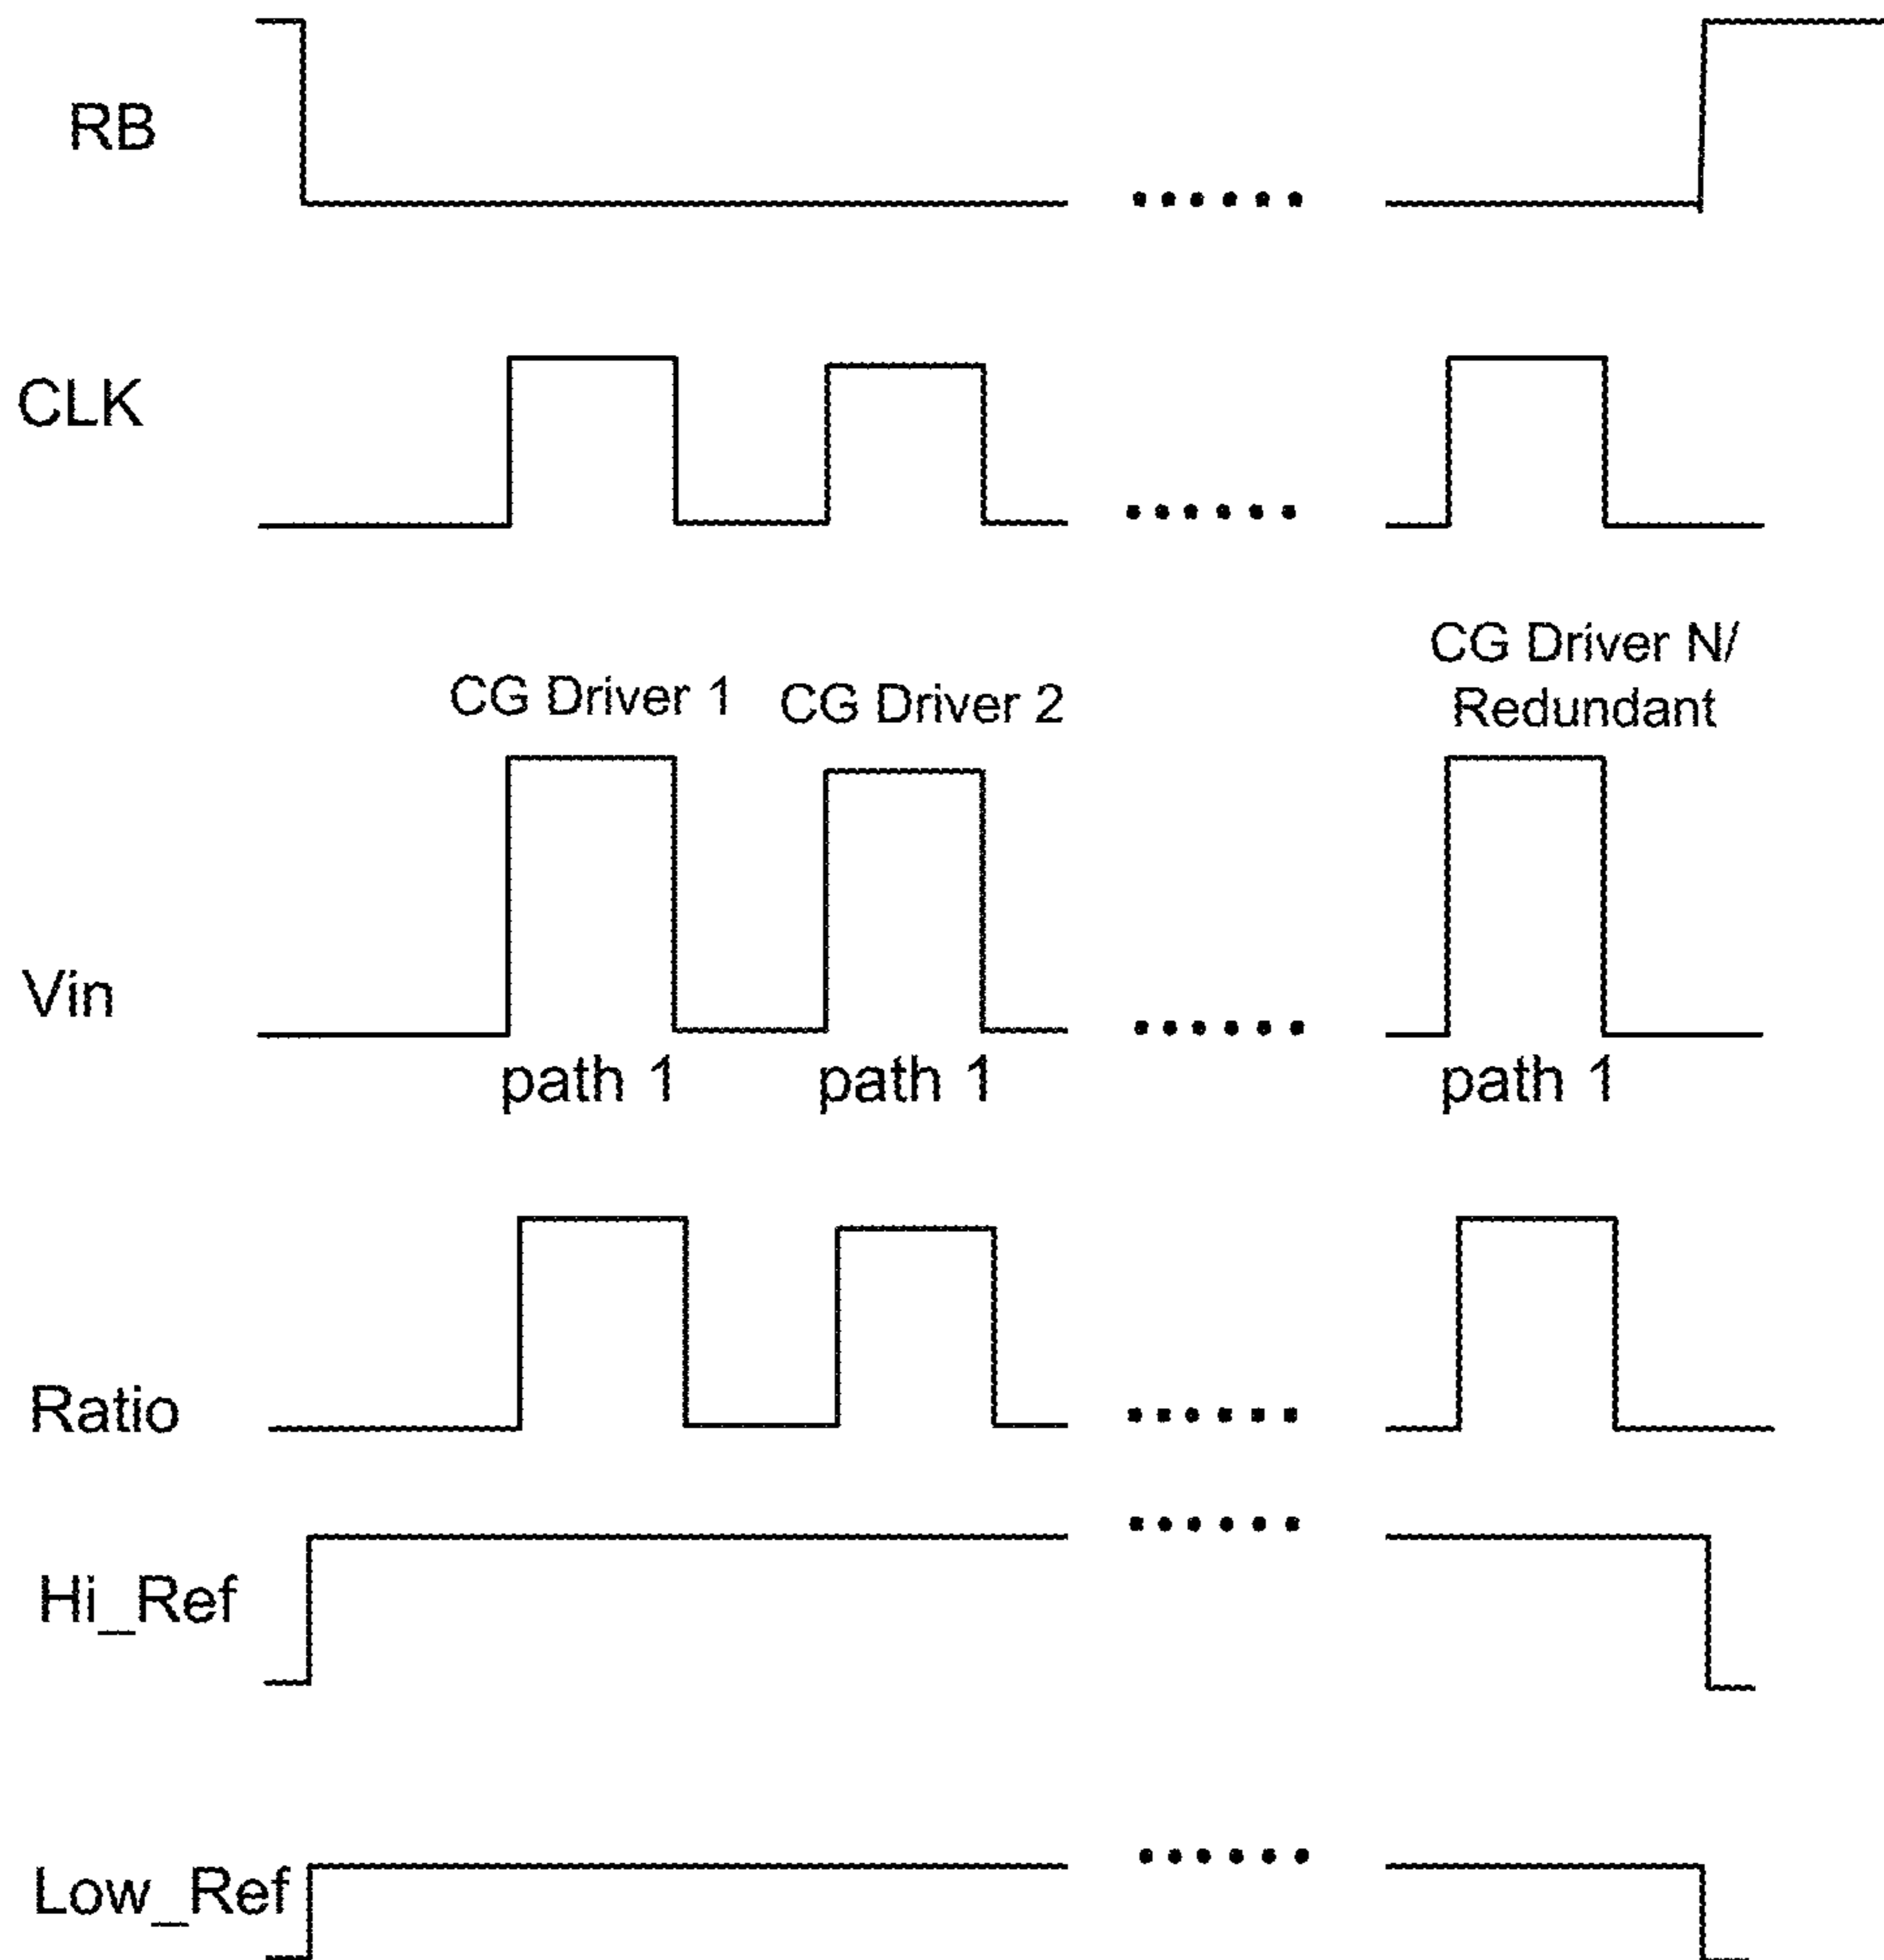 RB
CLK
CG Driver 1
CG Driver 2
CG Driver N/
Redundant
Vin
path 1
path 1
path 1
Ratio
Hi_Ref
Low_Ref